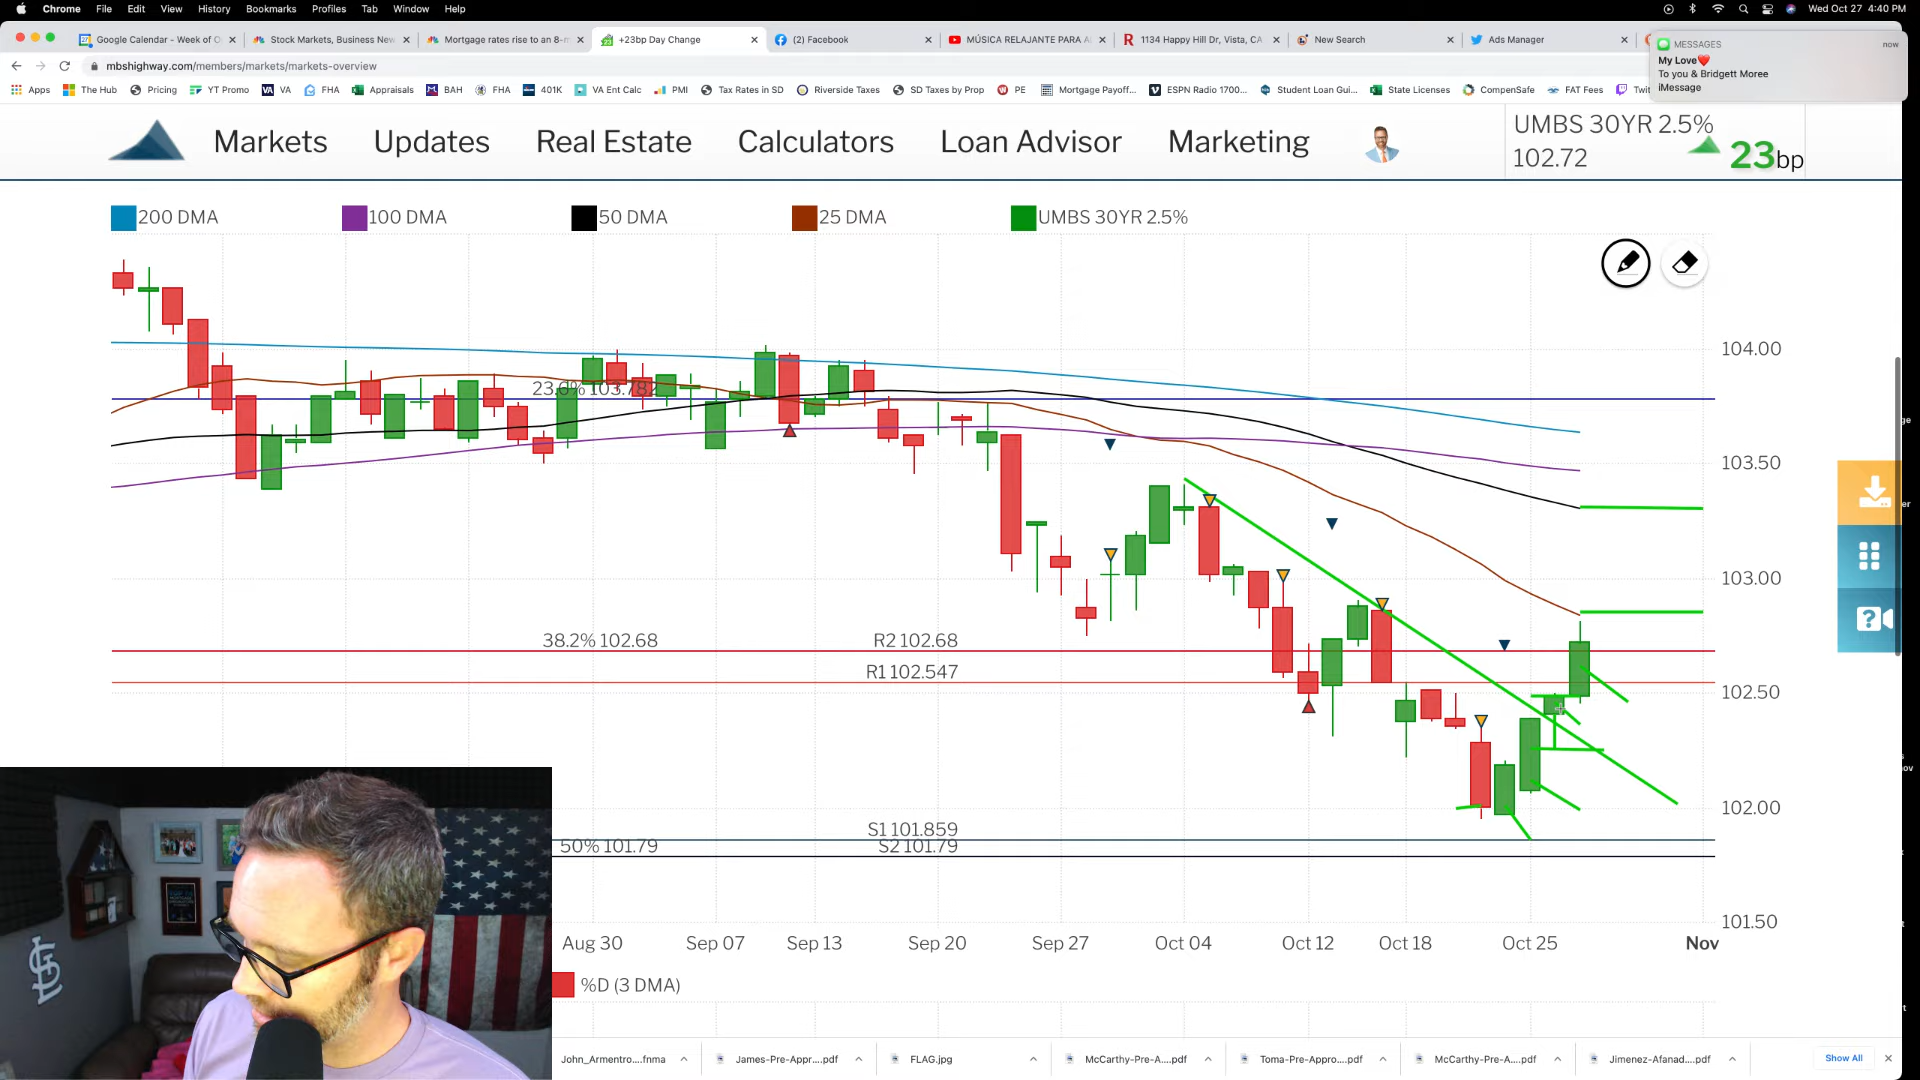 Chrome File Edit View History Bookmarks Profiles Tab Window Help Wed Oct 27 4:40 PM
Google Calendar - Week of O Stock Markets, Business New Mortgage rates rise to an 8-m +23bp Day Change (2) Facebook MÚSICA RELAJANTE PARA A 1134 Happy Hill Dr, Vista, CA New Search Ads Manager
MESSAGES now
My Love❤️
To you & Bridgett Moree
iMessage
mbshighway.com/members/markets/markets-overview
Apps The Hub Pricing YT Promo VA FHA Appraisals BAH FHA 401K VA Ent Calc PMI Tax Rates in SD Riverside Taxes SD Taxes by Prop PE Mortgage Payoff... ESPN Radio 1700... Student Loan Gui... State Licenses CompenSafe FAT Fees Twit
Markets Updates Real Estate Calculators Loan Advisor Marketing
UMBS 30YR 2.5%
102.72 23bp
200 DMA 100 DMA 50 DMA 25 DMA UMBS 30YR 2.5%
104.00
23.6% 103.782
103.50
103.00
38.2% 102.68 R2 102.68
R1 102.547
102.50
102.00
S1 101.859
50% 101.79 S2 101.79
101.50
Aug 30 Sep 07 Sep 13 Sep 20 Sep 27 Oct 04 Oct 12 Oct 18 Oct 25 Nov
%D (3 DMA)
John_Armentro....fnma James-Pre-Appr....pdf FLAG.jpg McCarthy-Pre-A....pdf Toma-Pre-Appro....pdf McCarthy-Pre-A....pdf Jimenez-Afanad....pdf Show All